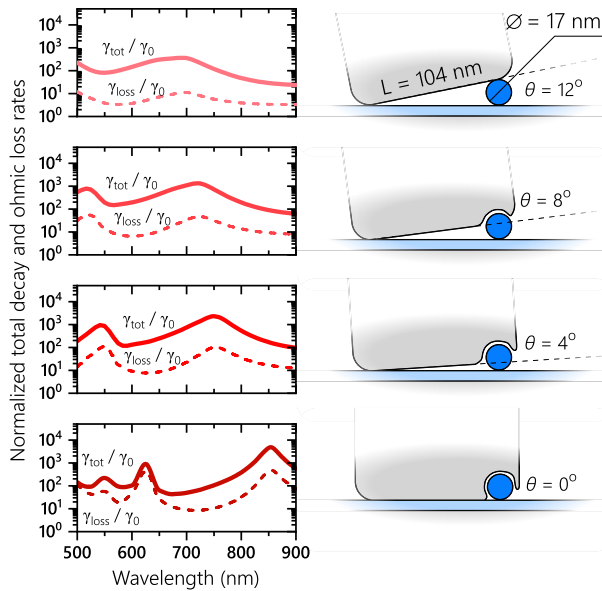 Normalized total decay and ohmic loss rates
10⁴
10³
10²
10¹
10⁰
γtot / γ0
γloss / γ0
Ø = 17 nm
L = 104 nm
θ = 12°
10⁴
10³
10²
10¹
10⁰
γtot / γ0
γloss / γ0
θ = 8°
10⁴
10³
10²
10¹
10⁰
γtot / γ0
γloss / γ0
θ = 4°
10⁴
10³
10²
10¹
10⁰
γtot / γ0
γloss / γ0
θ = 0°
500 600 700 800 900
Wavelength (nm)